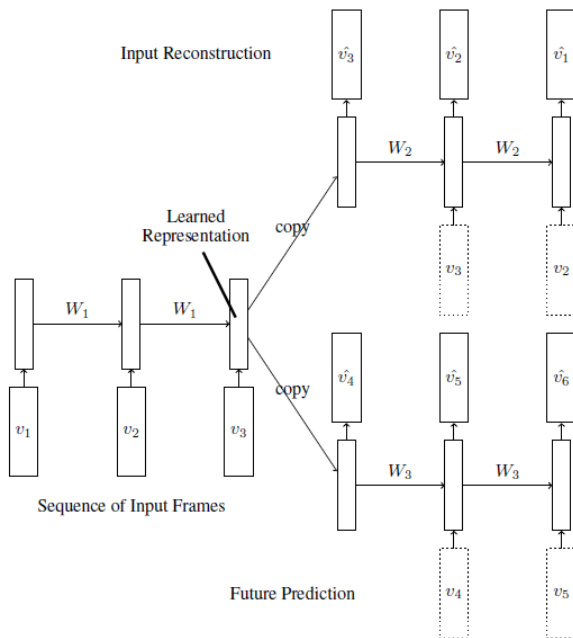 Input Reconstruction
v̂₃ v̂₂ v̂₁
W₂ W₂
Learned
Representation
copy
v₃ v₂
W₁ W₁
v₁ v₂ v₃
Sequence of Input Frames
copy
v̂₄ v̂₅ v̂₆
W₃ W₃
v₄ v₅
Future Prediction